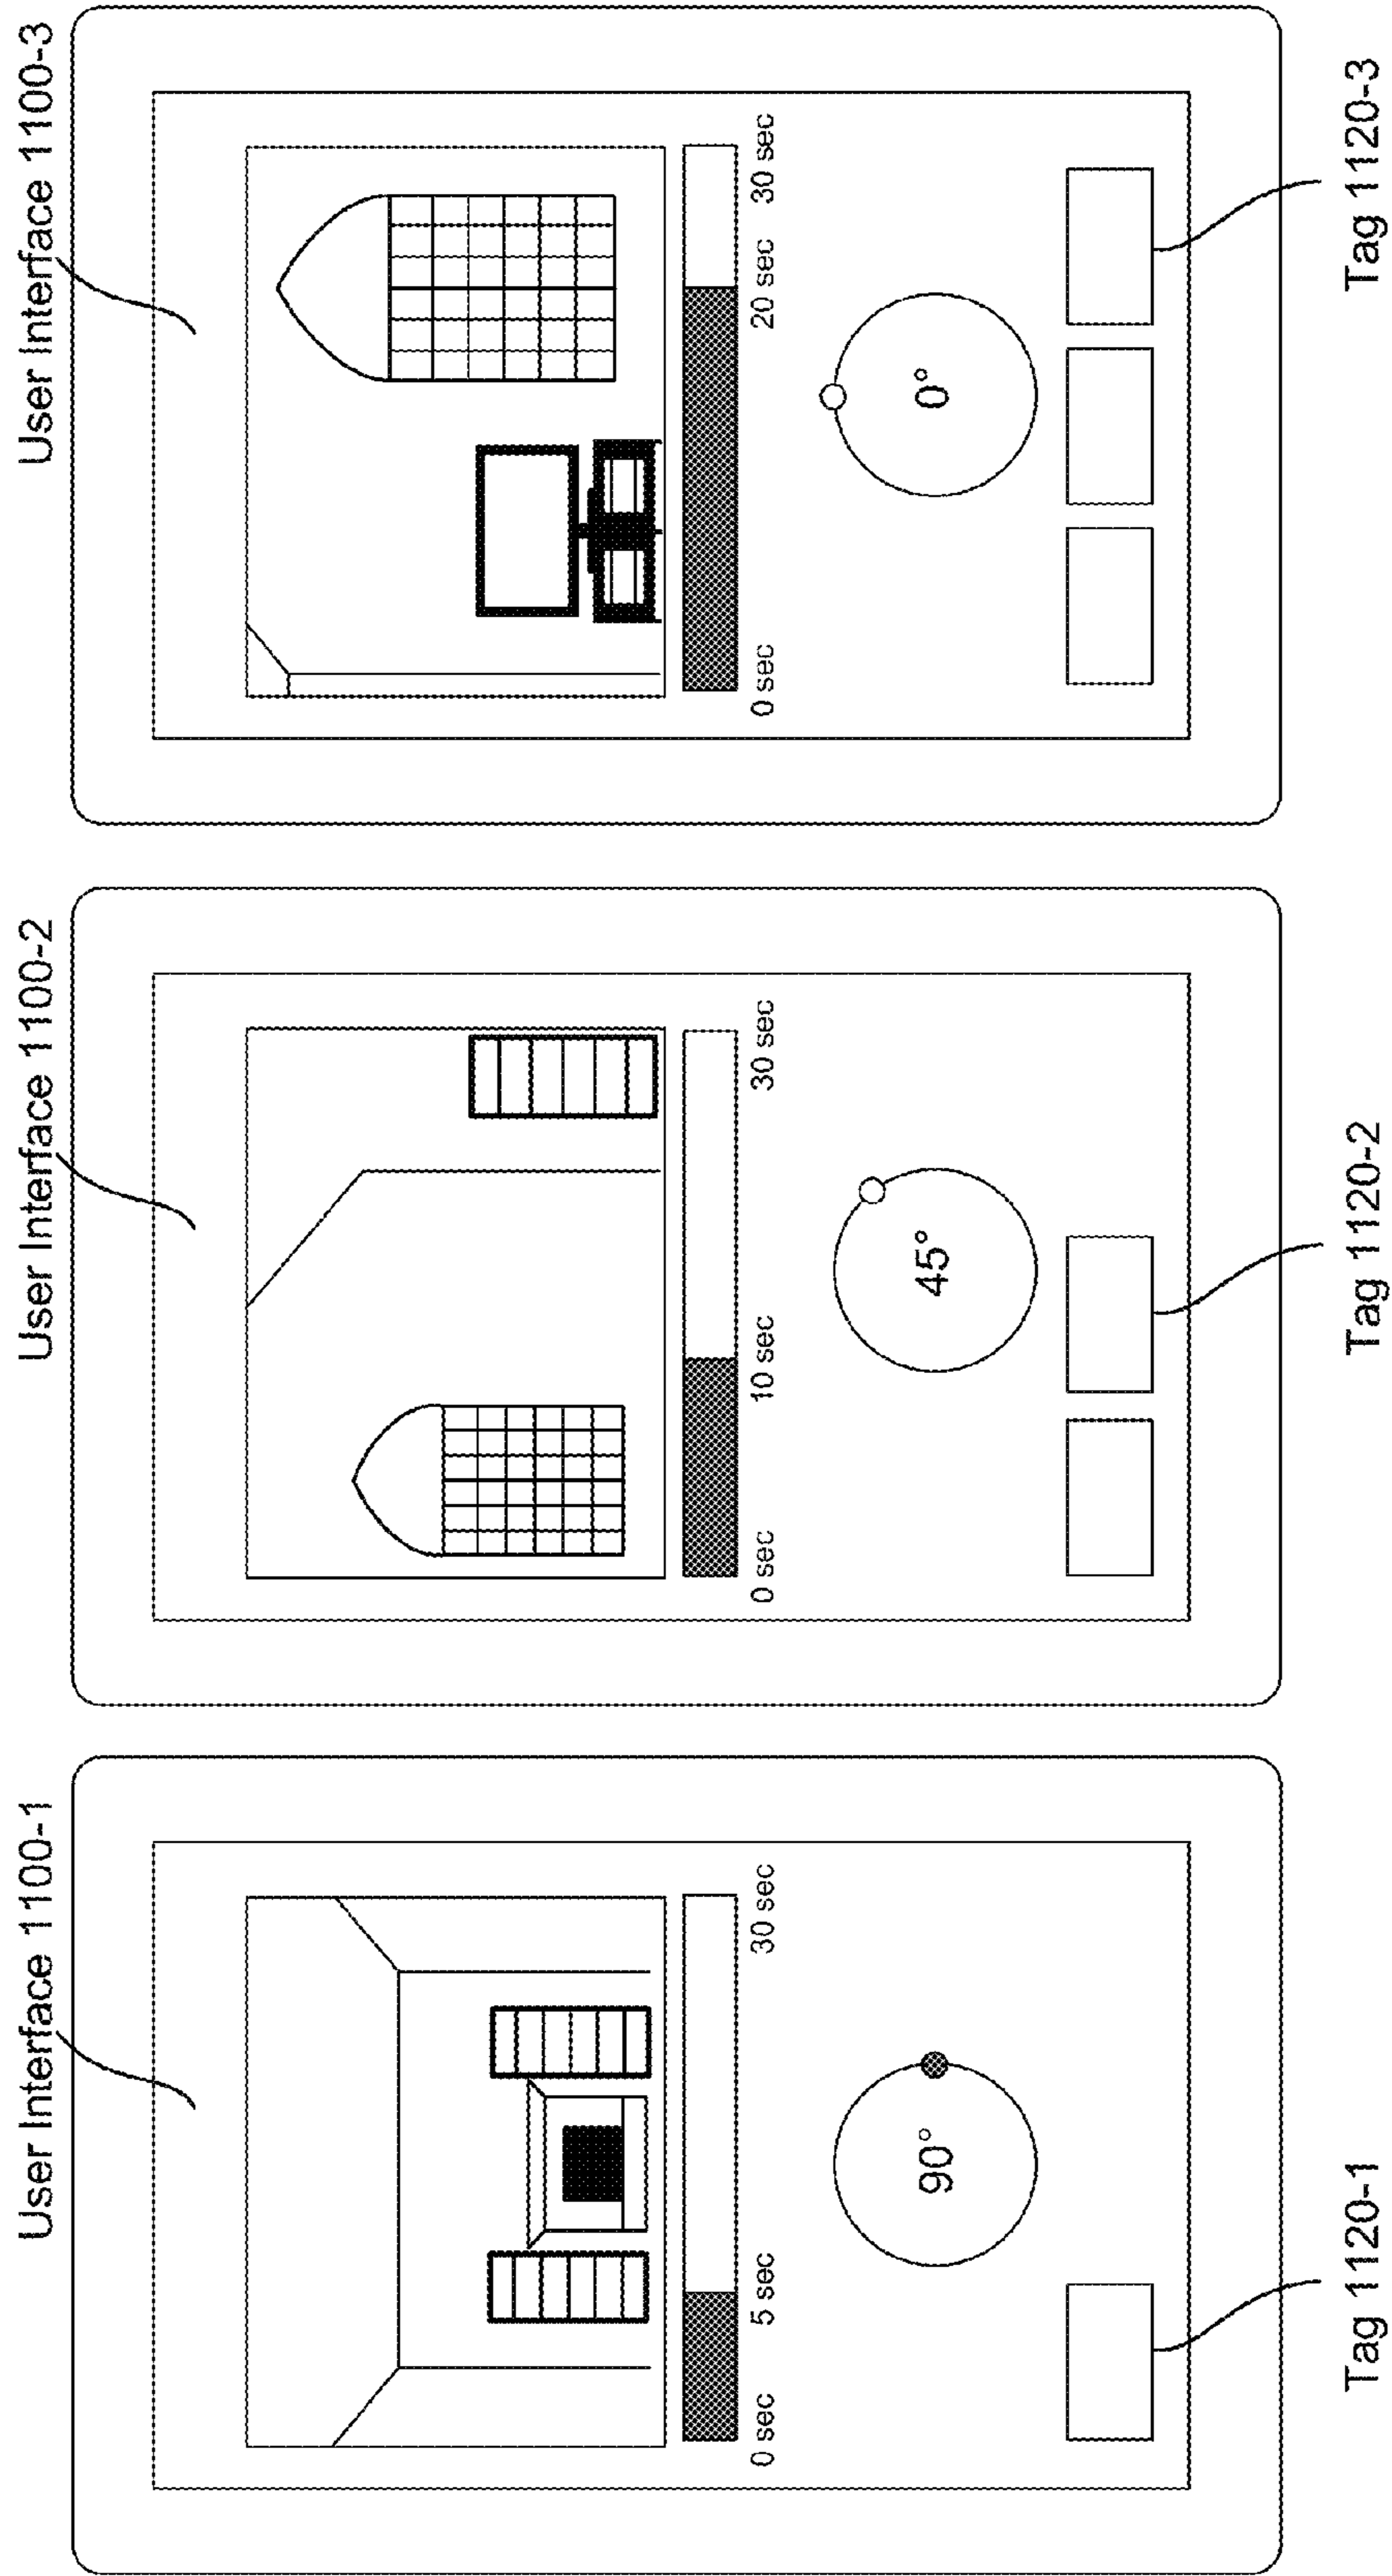 User Interface 1100-1
0 sec
5 sec
30 sec
90°
Tag 1120-1
User Interface 1100-2
0 sec
10 sec
30 sec
45°
Tag 1120-2
User Interface 1100-3
0 sec
20 sec
30 sec
0°
Tag 1120-3